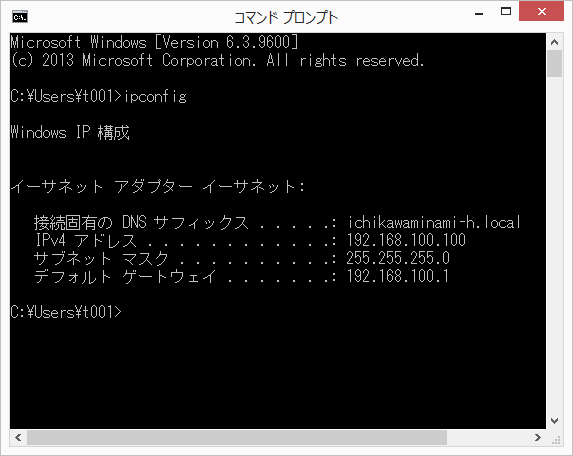 コマンド プロンプト
Microsoft Windows [Version 6.3.9600]
(c) 2013 Microsoft Corporation. All rights reserved.
C:¥Users¥t001>ipconfig
Windows IP 構成
イーサネット アダプター イーサネット:
接続固有の DNS サフィックス . . . . .: ichikawaminami-h.local
IPv4 アドレス . . . . . . . . . . . .: 192.168.100.100
サブネット マスク . . . . . . . . . .: 255.255.255.0
デフォルト ゲートウェイ . . . . . . .: 192.168.100.1
C:¥Users¥t001>